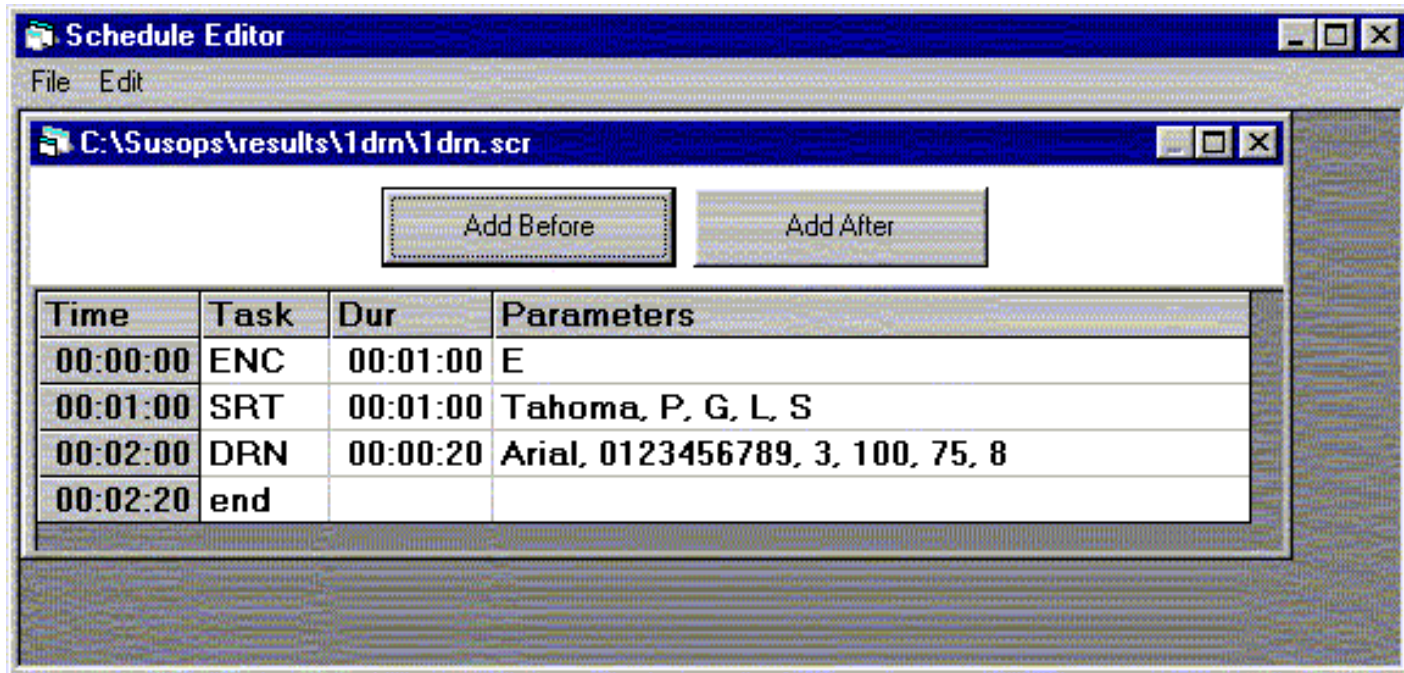 Schedule Editor
File Edit
C:\Susops\results\1drn\1drn.scr
Add Before Add After
Time Task Dur Parameters
00:00:00 ENC 00:01:00 E
00:01:00 SRT 00:01:00 Tahoma, P, G, L, S
00:02:00 DRN 00:00:20 Arial, 0123456789, 3, 100, 75, 8
00:02:20 end